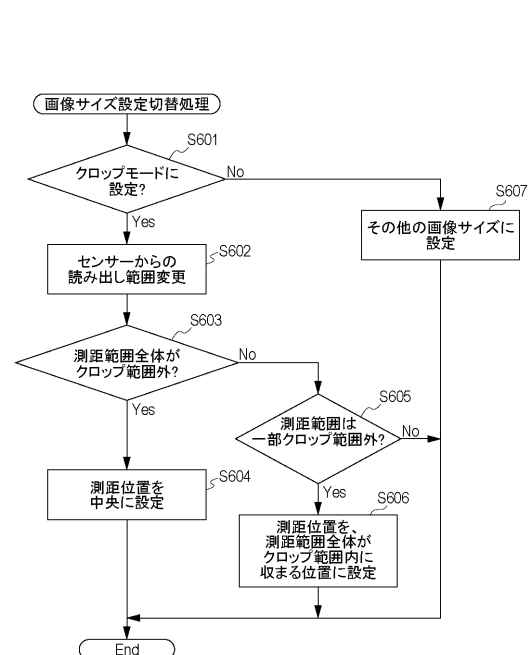 画像サイズ設定切替処理
S601
クロップモードに
設定?
No
Yes
S607
その他の画像サイズに
設定
S602
センサーからの
読み出し範囲変更
S603
測距範囲全体が
クロップ範囲外?
No
Yes
S605
測距範囲は
一部クロップ範囲外?
No
Yes
S604
測距位置を
中央に設定
S606
測距位置を、
測距範囲全体が
クロップ範囲内に
収まる位置に設定
End